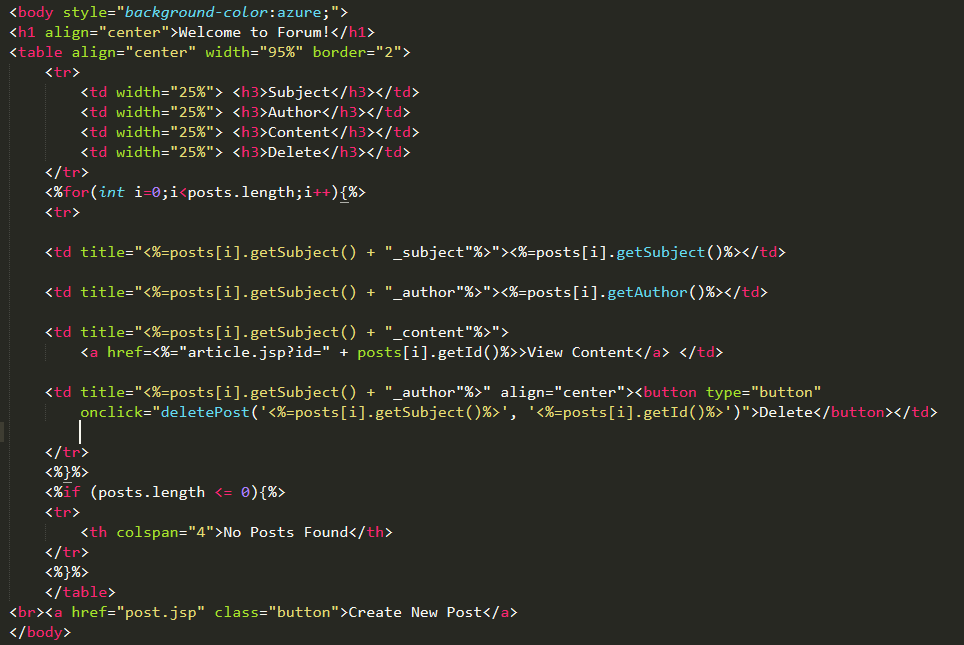 <body style="background-color:azure;">
<h1 align="center">Welcome to Forum!</h1>
<table align="center" width="95%" border="2">
    <tr>
        <td width="25%"> <h3>Subject</h3></td>
        <td width="25%"> <h3>Author</h3></td>
        <td width="25%"> <h3>Content</h3></td>
        <td width="25%"> <h3>Delete</h3></td>
    </tr>
    <%for(int i=0;i<posts.length;i++){%>
    <tr>
    <td title="<%=posts[i].getSubject() + "_subject"%>"><%=posts[i].getSubject()%></td>
    <td title="<%=posts[i].getSubject() + "_author"%>"><%=posts[i].getAuthor()%></td>
    <td title="<%=posts[i].getSubject() + "_content"%>">
        <a href=<%="article.jsp?id=" + posts[i].getId()%>>View Content</a> </td>
    <td title="<%=posts[i].getSubject() + "_author"%>" align="center"><button type="button"
        onclick="deletePost('<%=posts[i].getSubject()%>', '<%=posts[i].getId()%>')">Delete</button></td>
    </tr>
    <%}%>
    <%if (posts.length <= 0){%>
    <tr>
        <th colspan="4">No Posts Found</th>
    </tr>
    <%}%>
    </table>
<br><a href="post.jsp" class="button">Create New Post</a>
</body>